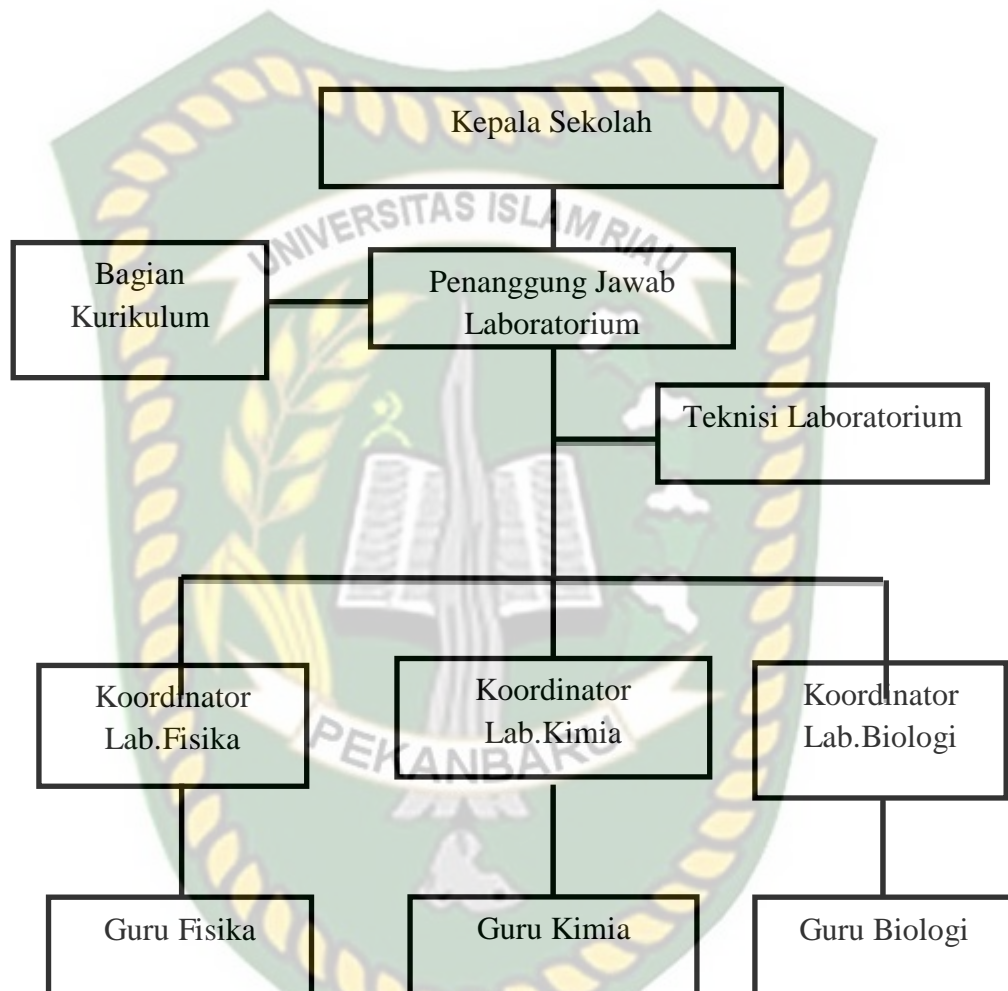 Kepala Sekolah
UNIVERSITAS ISLAM RIAU
Bagian
Kurikulum
Penanggung Jawab
Laboratorium
Teknisi Laboratorium
Koordinator
Lab.Fisika
Koordinator
Lab.Kimia
Koordinator
Lab.Biologi
PEKANBARU
Guru Fisika
Guru Kimia
Guru Biologi